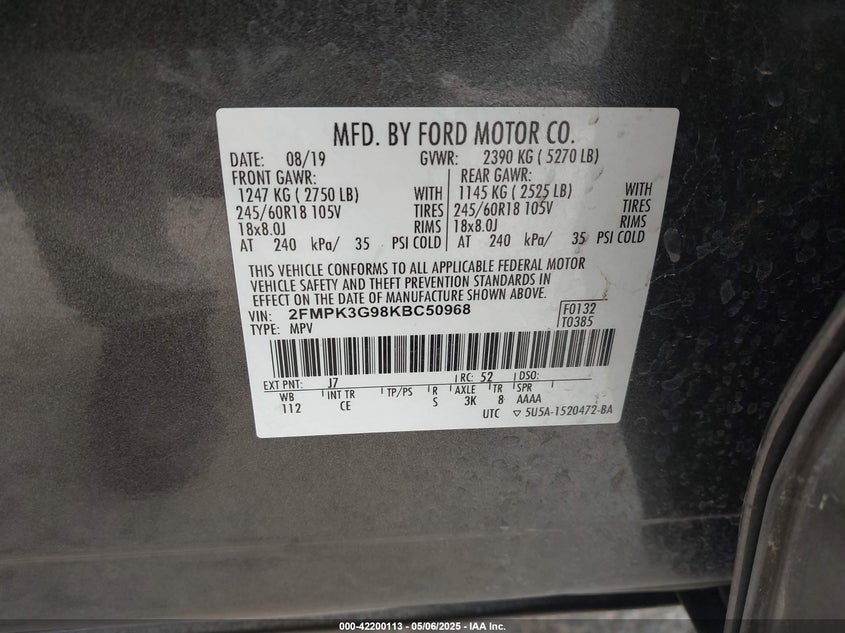 MFD. BY FORD MOTOR CO.
DATE: 08/19 GVWR: 2390 KG ( 5270 LB)
FRONT GAWR: REAR GAWR:
1247 KG ( 2750 LB) WITH 1145 KG ( 2525 LB) WITH
245/60R18 105V TIRES 245/60R18 105V TIRES
18x8.0J RIMS 18x8.0J RIMS
AT 240 kPa/ 35 PSI COLD AT 240 kPa/ 35 PSI COLD
THIS VEHICLE CONFORMS TO ALL APPLICABLE FEDERAL MOTOR
VEHICLE SAFETY AND THEFT PREVENTION STANDARDS IN
EFFECT ON THE DATE OF MANUFACTURE SHOWN ABOVE.
VIN: 2FMPK3G98KBC50968 F0132
TYPE: MPV T0385
EXT PNT: J7 RC: 52 DSO:
WB INT TR TP/PS R AXLE TR SPR
112 CE S 3K 8 AAAA
UTC ▽ 5U5A-1520472-BA
000-42200113 - 05/06/2025 - IAA Inc.